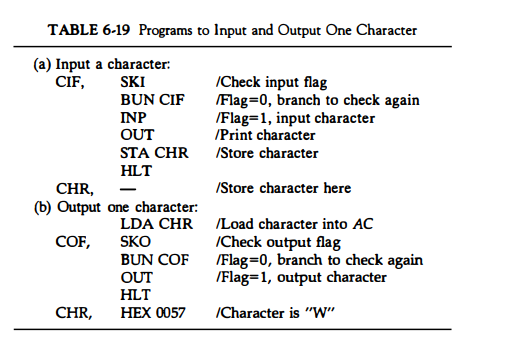 TABLE 6-19 Programs to Input and Output One Character
(a) Input a character:
CIF, SKI /Check input flag
BUN CIF /Flag=0, branch to check again
INP /Flag=1, input character
OUT /Print character
STA CHR /Store character
HLT
CHR, — /Store character here
(b) Output one character:
LDA CHR /Load character into AC
COF, SKO /Check output flag
BUN COF /Flag=0, branch to check again
OUT /Flag=1, output character
HLT
CHR, HEX 0057 /Character is "W"